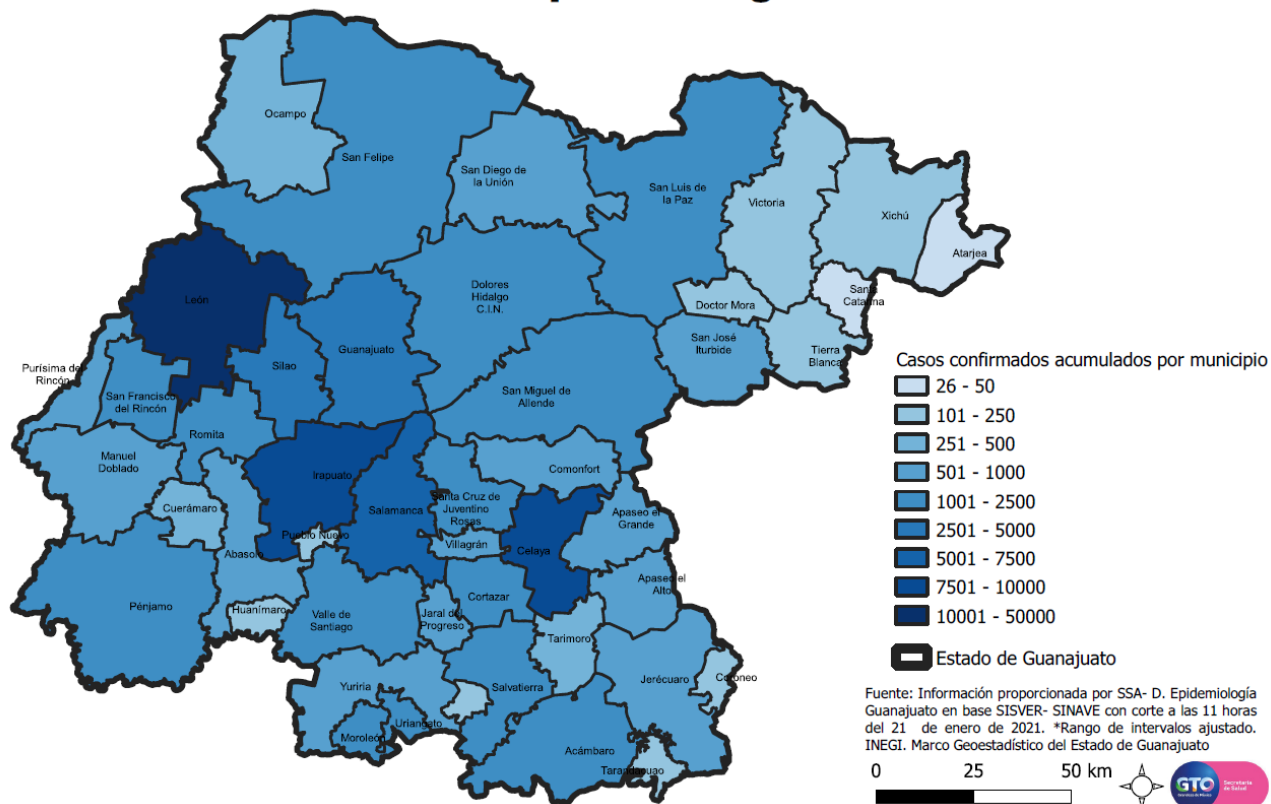 Ocampo
San Felipe
San Diego de
la Unión
San Luis de
la Paz
Victoria
Xichú
Atarjea
Santa
Catarina
Doctor Mora
Tierra
Blanca
San José
Iturbide
León
Dolores
Hidalgo
C.I.N.
Guanajuato
Silao
San Miguel de
Allende
Purísima de
Rincón
San Francisco
del Rincón
Romita
Manuel
Doblado
Irapuato
Comonfort
Cuerámaro
Salamanca
Santa Cruz de
Juventino
Rosas
Apaseo el
Grande
Pueblo Nuevo
Villagrán
Celaya
Abasolo
Apaseo el
Alto
Pénjamo
Huanímaro
Valle de
Santiago
Jaral del
Progreso
Cortazar
Tarimoro
Yuriria
Salvatierra
Jerécuaro
Coroneo
Uriangato
Moroleón
Acámbaro
Tarandacuao
Casos confirmados acumulados por municipio
26 - 50
101 - 250
251 - 500
501 - 1000
1001 - 2500
2501 - 5000
5001 - 7500
7501 - 10000
10001 - 50000
Estado de Guanajuato
Fuente: Información proporcionada por SSA- D. Epidemiología
Guanajuato en base SISVER- SINAVE con corte a las 11 horas
del 21 de enero de 2021. *Rango de intervalos ajustado.
INEGI. Marco Geoestadístico del Estado de Guanajuato
0 25 50 km
GTO
Secretaría
de Salud